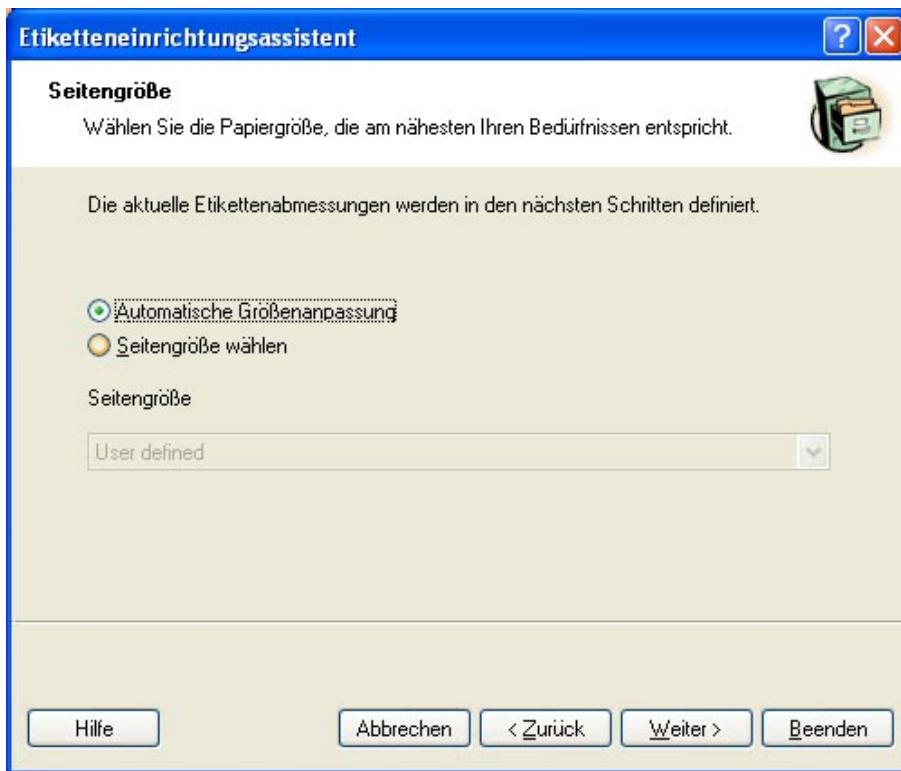 Etiketteneinrichtungsassistent
Seitengröße
Wählen Sie die Papiergröße, die am nähesten Ihren Bedürfnissen entspricht.
Die aktuelle Etikettenabmessungen werden in den nächsten Schritten definiert.
Automatische Größenanpassung
Seitengröße wählen
Seitengröße
User defined
Hilfe
Abbrechen
< Zurück
Weiter >
Beenden